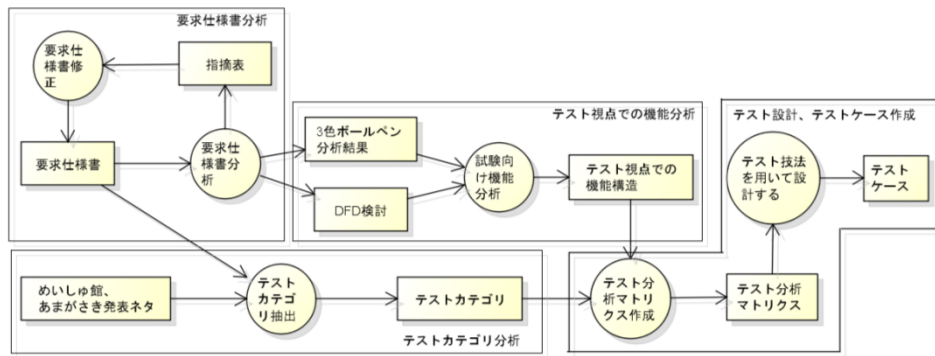 要求仕様書分析
要求仕
様書修
正
指摘表
要求仕様書
要求仕
様書分
析
テスト視点での機能分析
3色ボールペン
分析結果
DFD検討
試験向
け機能
分析
テスト視点での
機能構造
テスト設計、テストケース作成
テスト技法
を用いて設
計する
テスト
ケース
めいしゅ館、
あまがさき発表ネタ
テスト
カテゴ
リ抽出
テストカテゴリ
テストカテゴリ分析
テスト分
析マトリ
クス作成
テスト分析
マトリクス